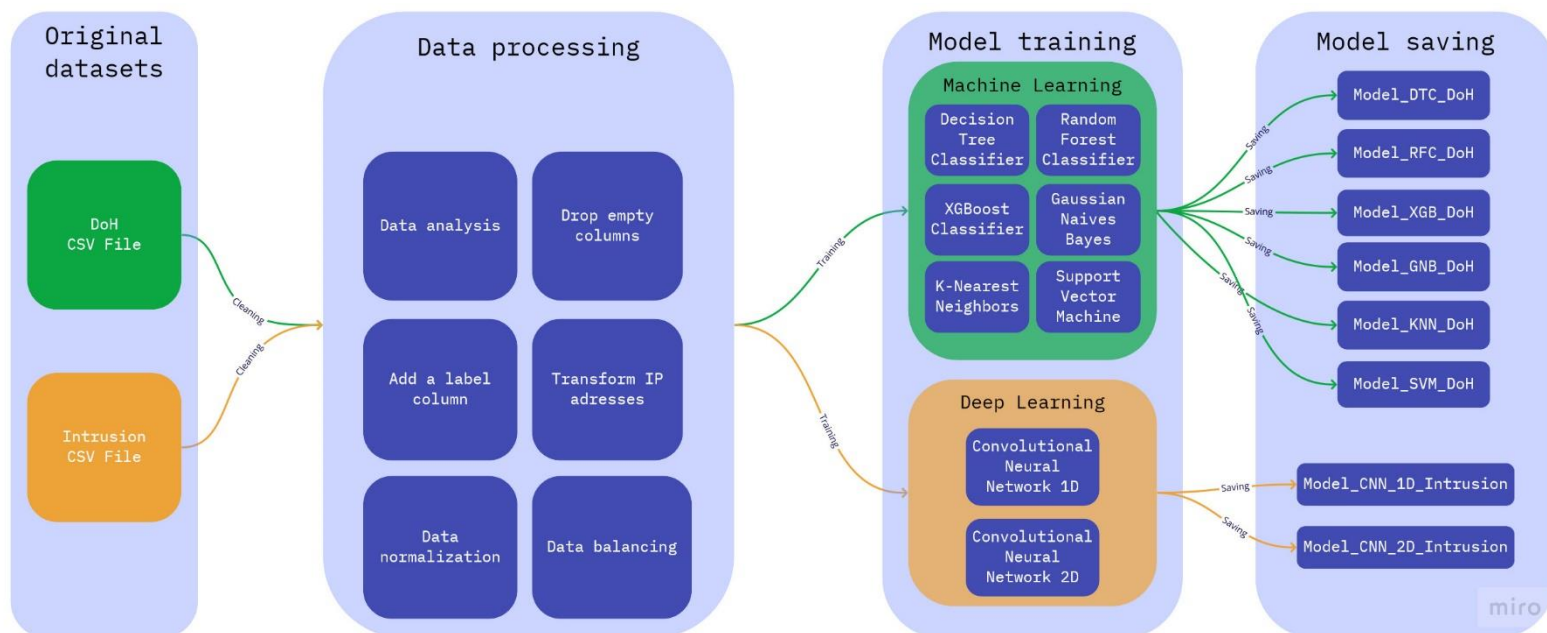 Original
datasets
DoH
CSV File
Intrusion
CSV File
Cleaning
Cleaning
Data processing
Data analysis
Drop empty
columns
Add a label
column
Transform IP
adresses
Data
normalization
Data balancing
Training
Training
Model training
Machine Learning
Decision
Tree
Classifier
Random
Forest
Classifier
XGBoost
Classifier
Gaussian
Naives
Bayes
K-Nearest
Neighbors
Support
Vector
Machine
Deep Learning
Convolutional
Neural
Network 1D
Convolutional
Neural
Network 2D
Saving
Saving
Saving
Saving
Saving
Saving
Saving
Saving
Model saving
Model_DTC_DoH
Model_RFC_DoH
Model_XGB_DoH
Model_GNB_DoH
Model_KNN_DoH
Model_SVM_DoH
Model_CNN_1D_Intrusion
Model_CNN_2D_Intrusion
miro